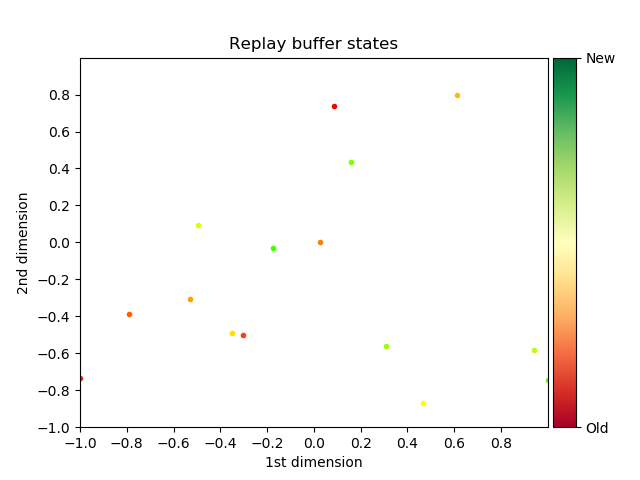 Replay buffer states
New
0.8
0.6
0.4
0.2
0.0
−0.2
−0.4
−0.6
−0.8
−1.0
2nd dimension
Old
−1.0 −0.8 −0.6 −0.4 −0.2 0.0 0.2 0.4 0.6 0.8
1st dimension